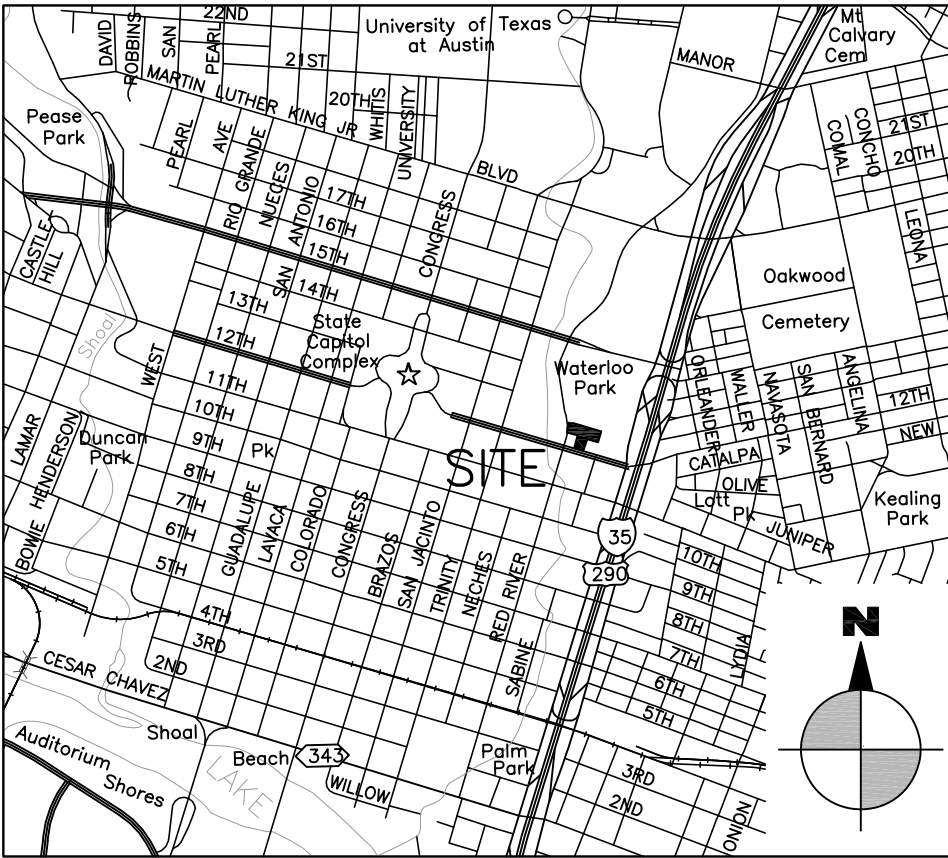 22ND
University of Texas
at Austin
Mt
Calvary
Cem
DAVID
ROBBINS
SAN
PEARL
21ST
MANOR
MARTIN LUTHER KING JR
BLVD
20TH
WHITIS
UNIVERSITY
Pease
Park
PEARL
AVE
RIO GRANDE
NUECES
SAN ANTONIO
17TH
16TH
15TH
14TH
13TH
12TH
11TH
10TH
9TH
8TH
7TH
6TH
5TH
4TH
3RD
2ND
CONGRESS
COMAL
CONCHO
21ST
20TH
LEONA
CASTLE
HILL
Oakwood
Cemetery
State
Capitol
Complex
Shoal
WEST
Waterloo
Park
ORLEANDER
WALLER
NAVASOTA
SAN BERNARD
ANGELINA
12TH
NEW
LAMAR
BOWIE
HENDERSON
Duncan
Park
Pk
SITE
CATALPA
OLIVE
Lott
Pk
JUNIPER
Kealing
Park
GUADALUPE
LAVACA
COLORADO
CONGRESS
BRAZOS
SAN JACINTO
TRINITY
NECHES
RED RIVER
SABINE
35
290
10TH
9TH
8TH
7TH
6TH
5TH
LYDIA
N
CESAR CHAVEZ
Shoal
Beach
343
WILLOW
Palm
Park
3RD
2ND
ONION
Auditorium
Shores
LAKE